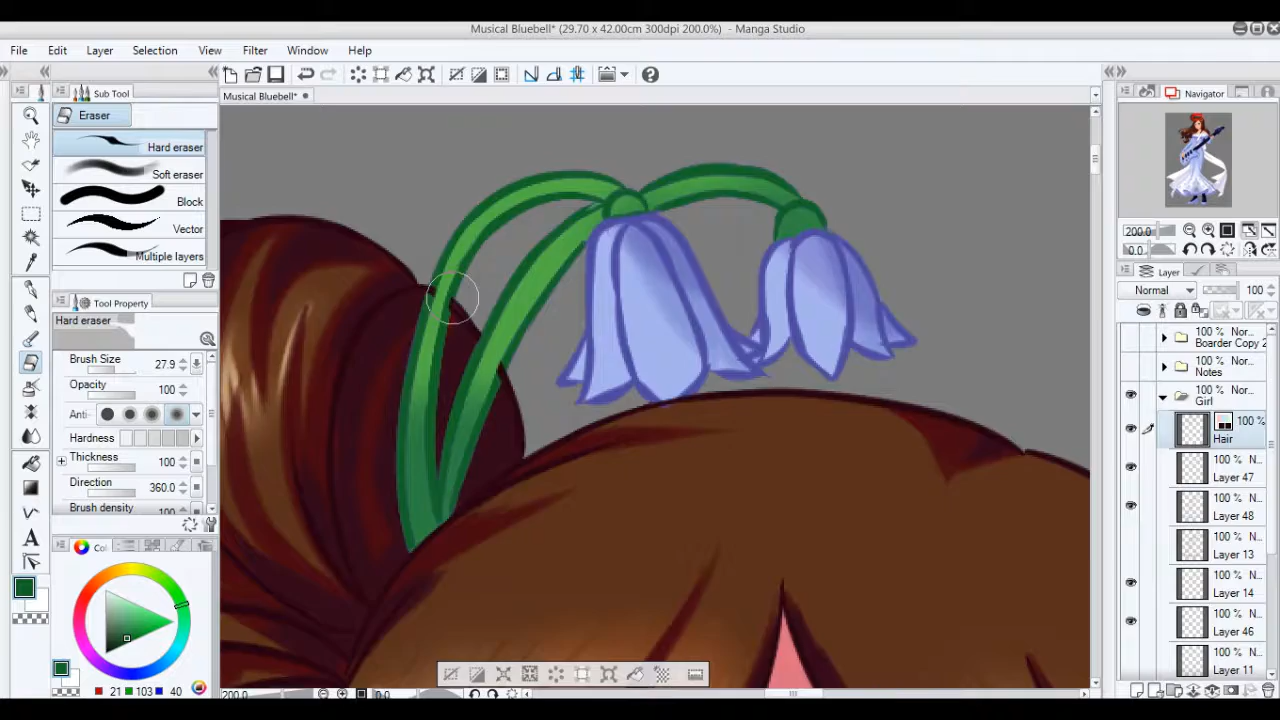 Musical Bluebell* (29.70 x 42.00cm 300dpi 200.0%) - Manga Studio
File Edit Layer Selection View Filter Window Help
Sub Tool
Musical Bluebell*
Navigator
Eraser
Hard eraser
Soft eraser
Block
Vector
Multiple layers
Tool Property
Hard eraser
Brush Size 27.9
Opacity 100
Anti-
Hardness
Thickness 100
Direction 360.0
Brush density 100
Co
21 103 40
200.0
0.0
Layer
Normal 100
100 % Nor...
Boarder Copy 2
100 % Nor...
Notes
100 % Nor...
Girl
100 %
Hair
100 % N...
Layer 47
100 % N...
Layer 48
100 % N...
Layer 13
100 % N...
Layer 14
100 % N...
Layer 46
100 % N...
Layer 11
200.0 0.0